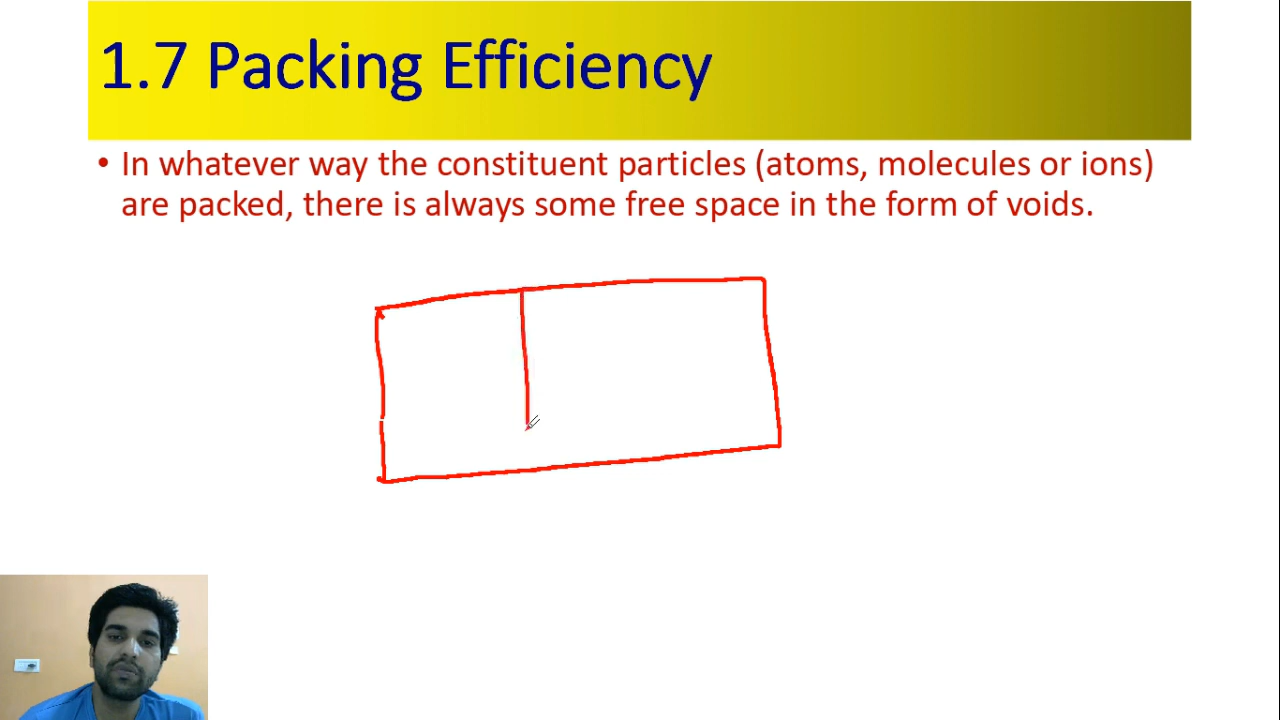 1.7 Packing Efficiency
• In whatever way the constituent particles (atoms, molecules or ions)
are packed, there is always some free space in the form of voids.